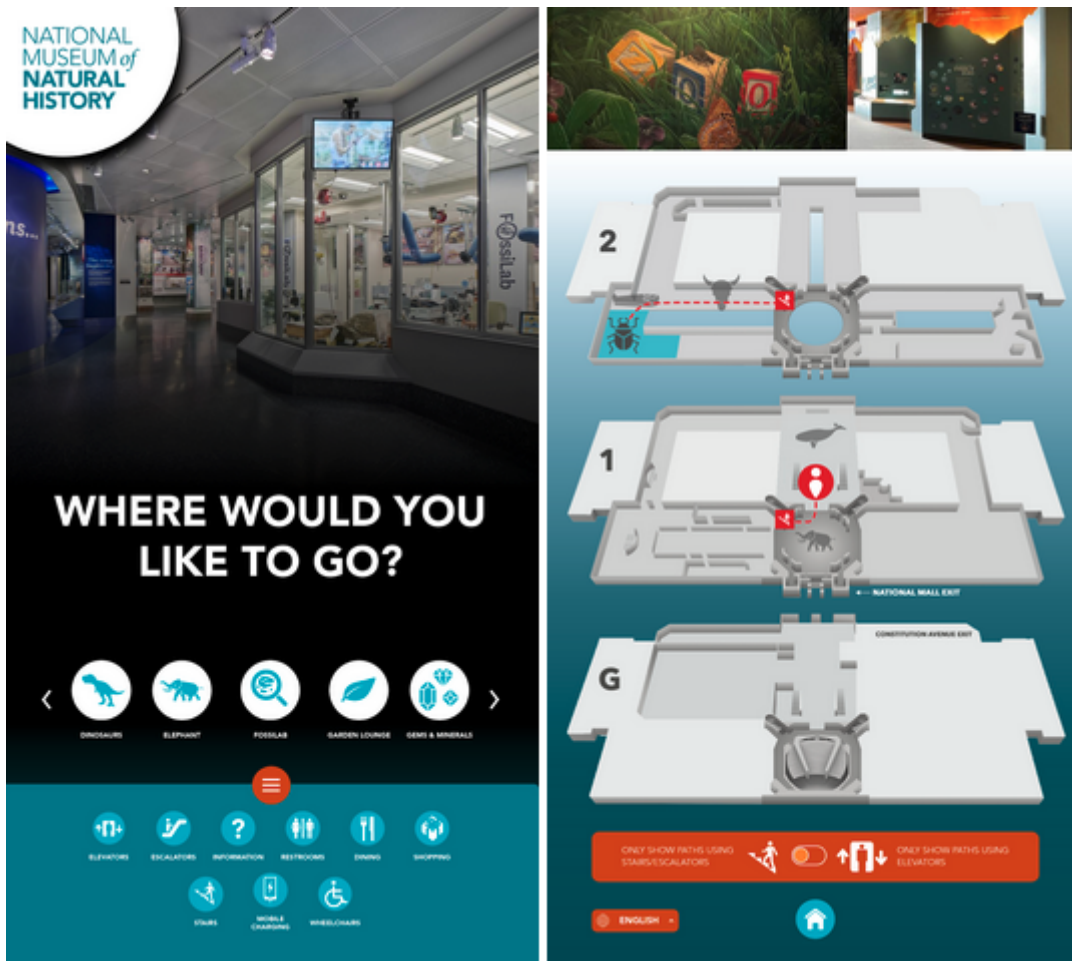 NATIONAL
MUSEUM of
NATURAL
HISTORY
ns...
FossiLab
WHERE WOULD YOU
LIKE TO GO?
DINOSAURS
ELEPHANT
FOSSILAB
GARDEN LOUNGE
GEMS & MINERALS
ELEVATORS
ESCALATORS
INFORMATION
RESTROOMS
DINING
SHOPPING
STAIRS
MOBILE
CHARGING
WHEELCHAIRS
Q
O
2
1
NATIONAL MALL EXIT
CONSTITUTION AVENUE EXIT
G
ONLY SHOW PATHS USING
STAIRS/ESCALATORS
ONLY SHOW PATHS USING
ELEVATORS
ENGLISH